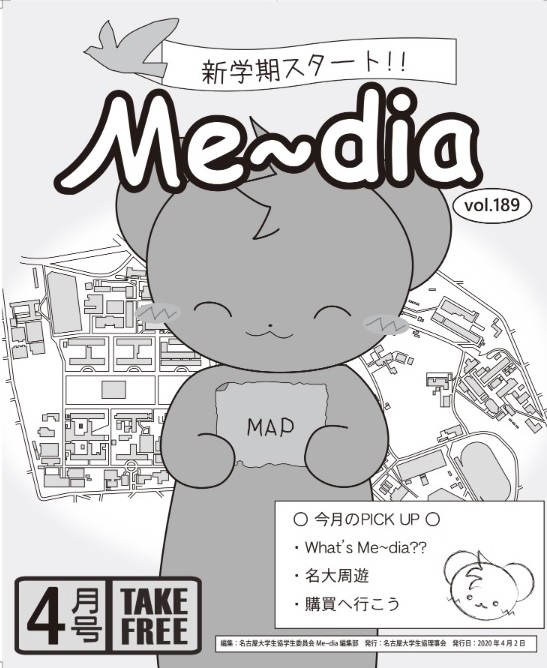 新学期スタート!!
Me~dia
vol.189
MAP
○ 今月のPICK UP ○
・What's Me~dia??
・名大周遊
・購買へ行こう
4月号
TAKE FREE
編集：名古屋大学生協学生委員会 Me~dia 編集部　発行：名古屋大学生協理事会　発行日：2020 年 4 月 2 日